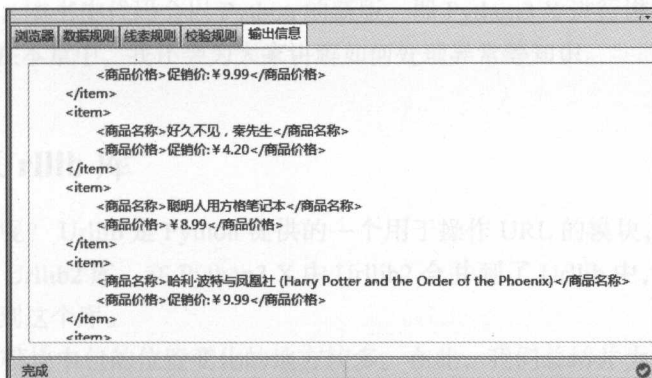 浏览器 数据规则 线索规则 校验规则 输出信息
<商品价格>促销价:￥9.99</商品价格>
</item>
<item>
<商品名称>好久不见，秦先生</商品名称>
<商品价格>促销价:￥4.20</商品价格>
</item>
<item>
<商品名称>聪明人用方格笔记本</商品名称>
<商品价格>￥8.99</商品价格>
</item>
<item>
<商品名称>哈利·波特与凤凰社 (Harry Potter and the Order of the Phoenix)</商品名称>
<商品价格>促销价:￥9.99</商品价格>
</item>
<item>
完成